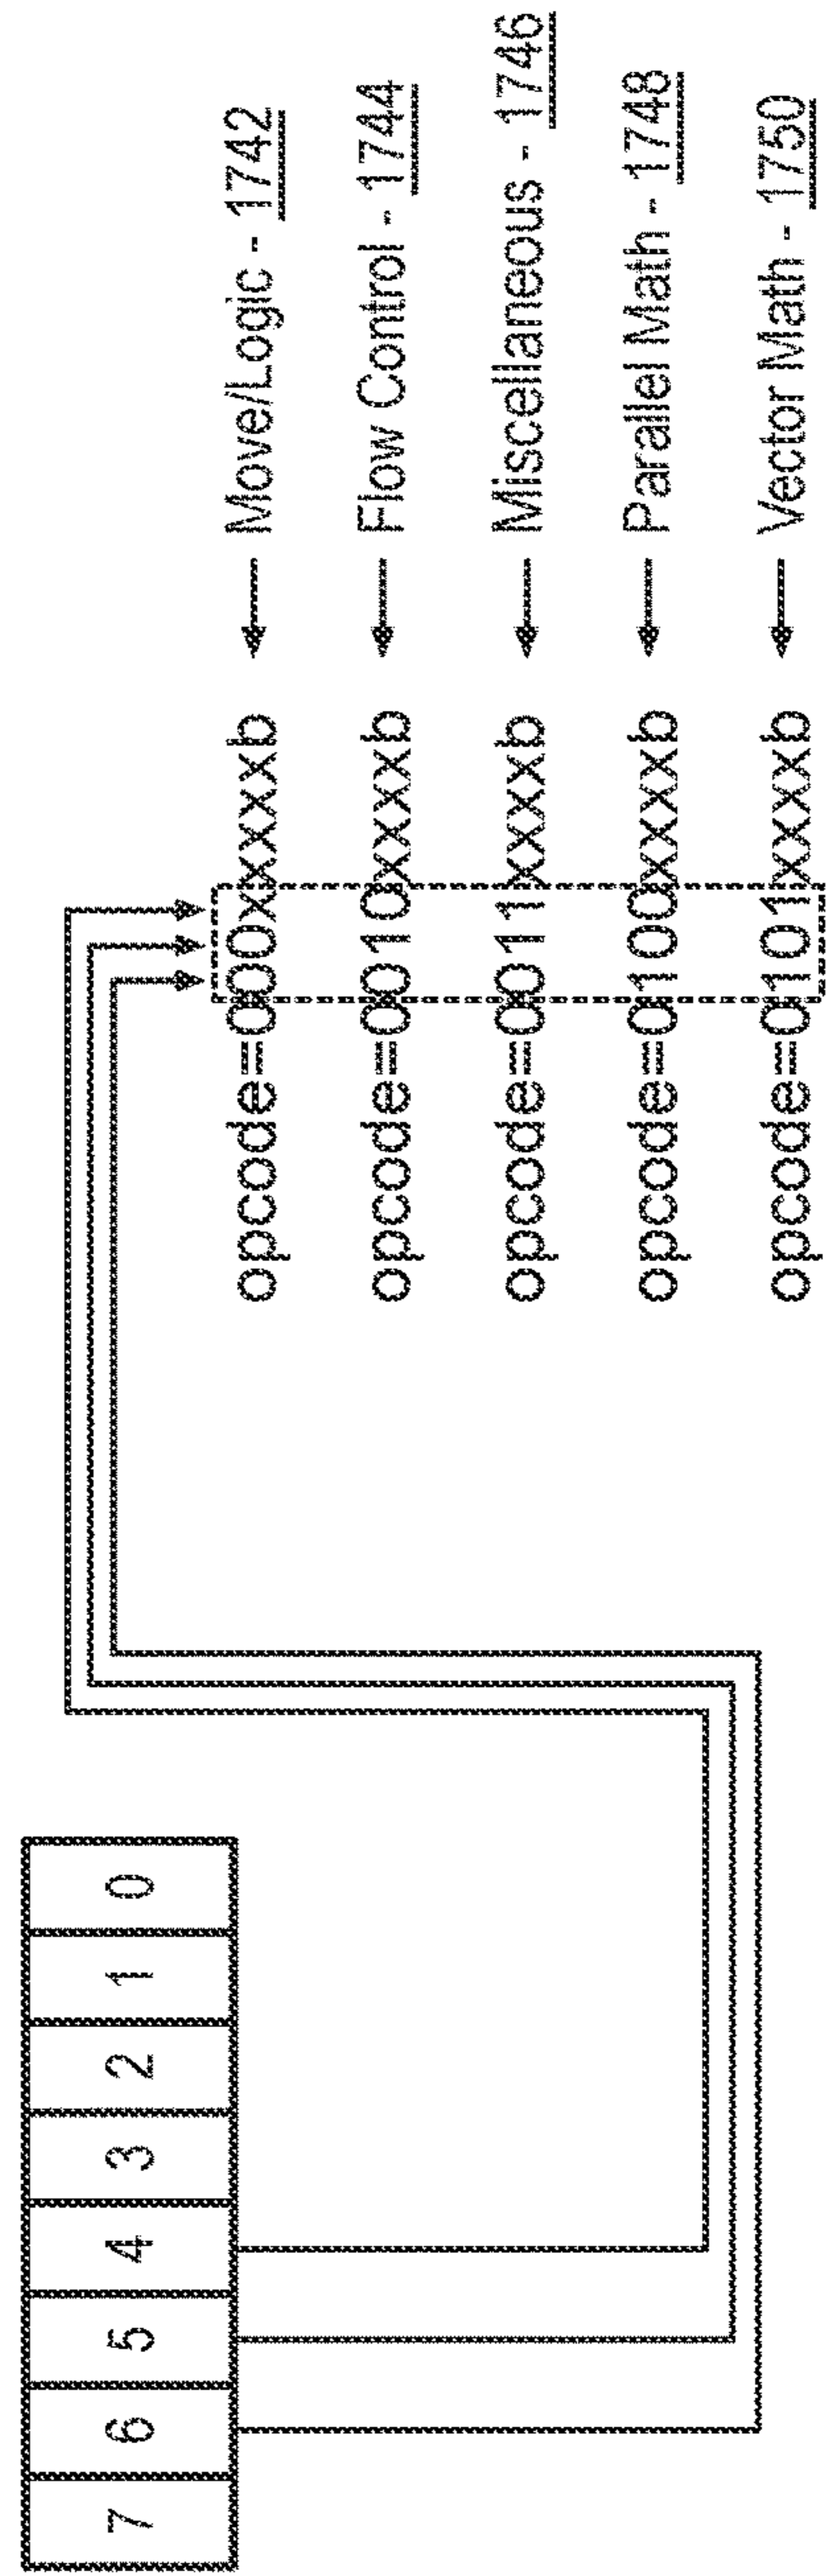 7 6 5 4 3 2 1 0
opcode=000xxxxxb ← Move/Logic - 1742
opcode=0010xxxxb ← Flow Control - 1744
opcode=0011xxxxb ← Miscellaneous - 1746
opcode=0100xxxxb ← Parallel Math - 1748
opcode=0101xxxxb ← Vector Math - 1750